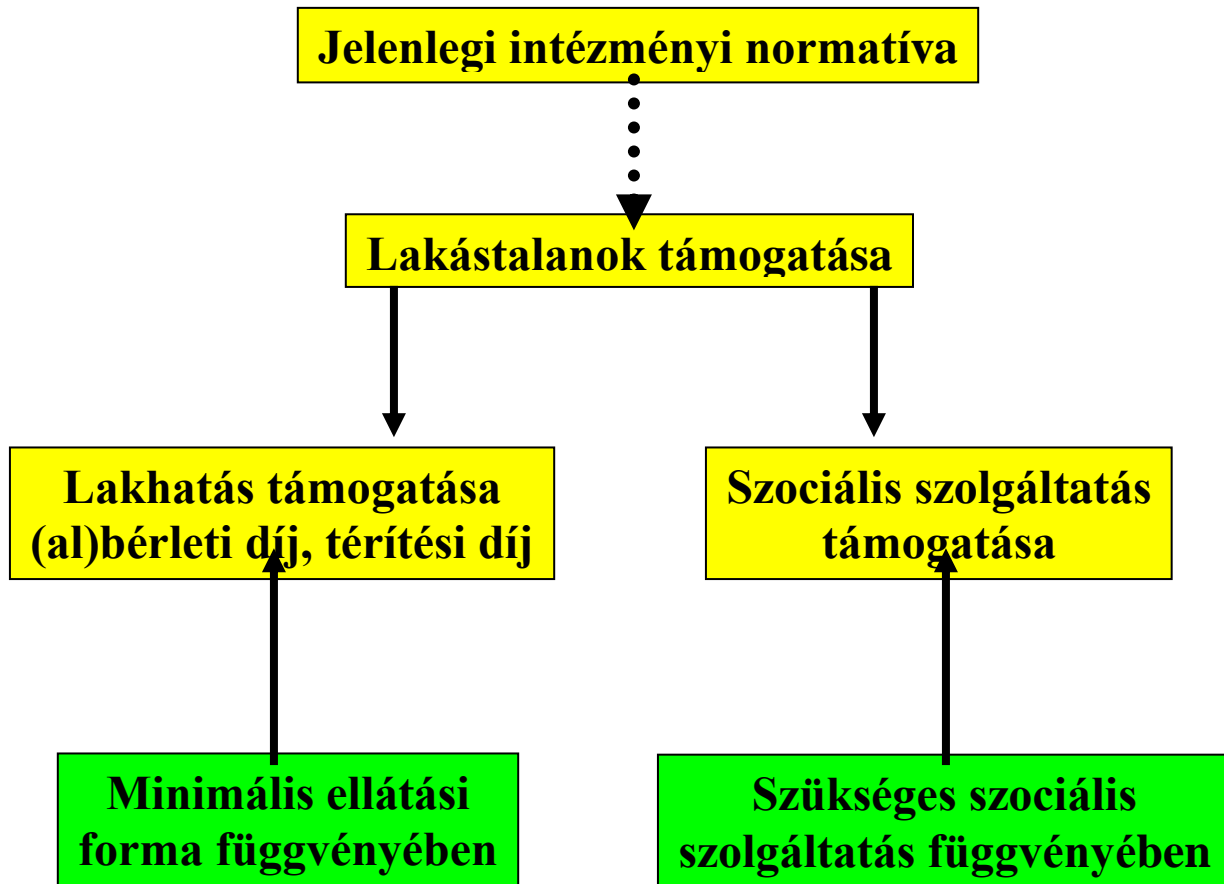 Jelenlegi intézményi normatíva
Lakástalanok támogatása
Lakhatás támogatása
(al)bérleti díj, térítési díj
Szociális szolgáltatás
támogatása
Minimális ellátási
forma függvényében
Szükséges szociális
szolgáltatás függvényében